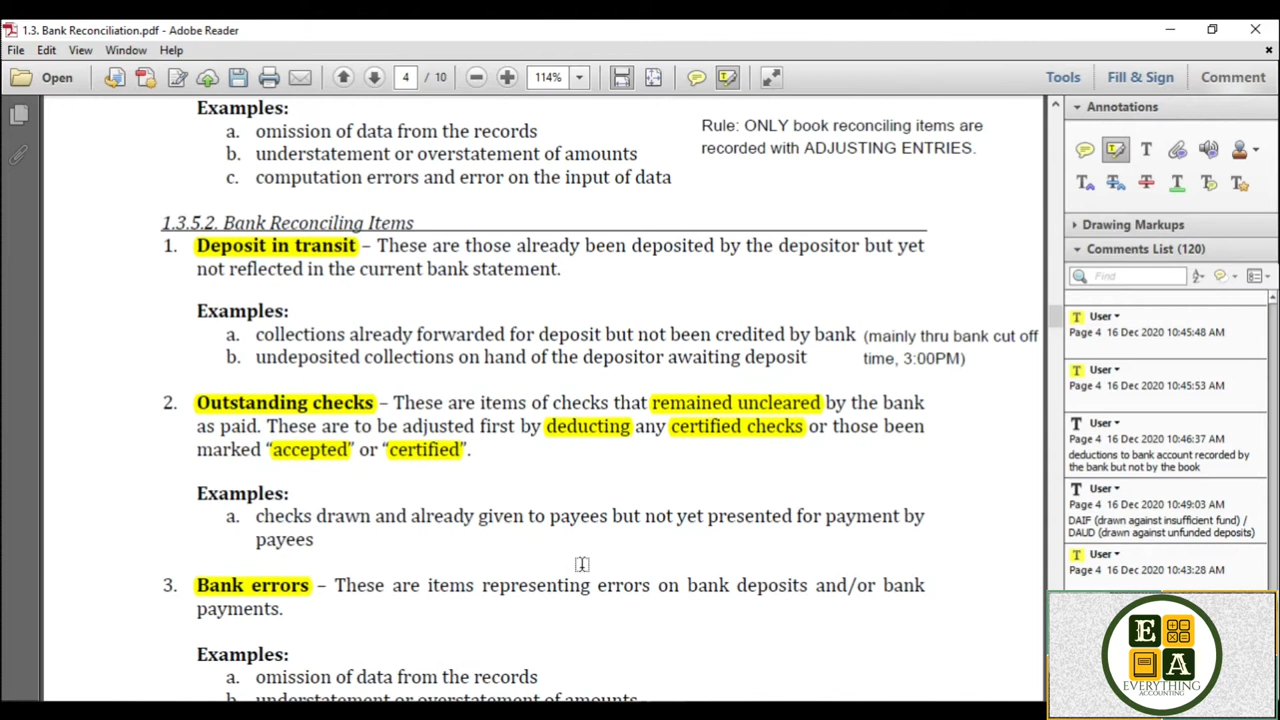 1.3. Bank Reconciliation.pdf - Adobe Reader
File Edit View Window Help
Open 4 / 10 114% Tools Fill & Sign Comment
Examples:
a. omission of data from the records
b. understatement or overstatement of amounts
c. computation errors and error on the input of data
Rule: ONLY book reconciling items are
recorded with ADJUSTING ENTRIES.
1.3.5.2. Bank Reconciling Items
1. Deposit in transit – These are those already been deposited by the depositor but yet
not reflected in the current bank statement.
Examples:
a. collections already forwarded for deposit but not been credited by bank
b. undeposited collections on hand of the depositor awaiting deposit
(mainly thru bank cut off
time, 3:00PM)
2. Outstanding checks – These are items of checks that remained uncleared by the bank
as paid. These are to be adjusted first by deducting any certified checks or those been
marked “accepted” or “certified”.
Examples:
a. checks drawn and already given to payees but not yet presented for payment by
payees
3. Bank errors – These are items representing errors on bank deposits and/or bank
payments.
Examples:
a. omission of data from the records
b. understatement or overstatement of amounts
Annotations
Drawing Markups
Comments List (120)
Find
User
Page 4 16 Dec 2020 10:45:48 AM
User
Page 4 16 Dec 2020 10:45:53 AM
User
Page 4 16 Dec 2020 10:46:37 AM
deductions to bank account recorded by
the bank but not by the book
User
Page 4 16 Dec 2020 10:49:03 AM
DAIF (drawn against insufficient fund) /
DAUD (drawn against unfunded deposits)
User
Page 4 16 Dec 2020 10:43:28 AM
E
A
EVERYTHING
ACCOUNTING